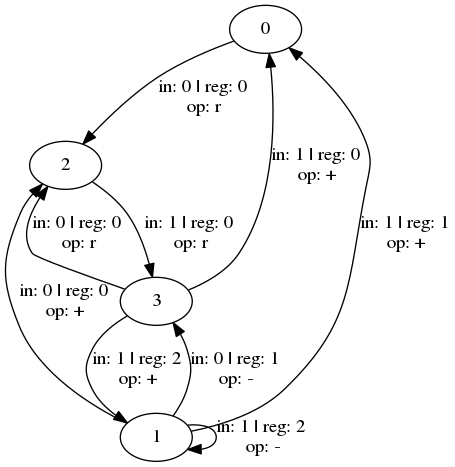 0
in: 0 | reg: 0
op: r
2
in: 1 | reg: 0
op: +
in: 0 | reg: 0
op: r
in: 1 | reg: 0
op: r
in: 1 | reg: 1
op: +
in: 0 | reg: 0
op: +
3
in: 1 | reg: 2
op: +
in: 0 | reg: 1
op: -
1
in: 1 | reg: 2
op: -